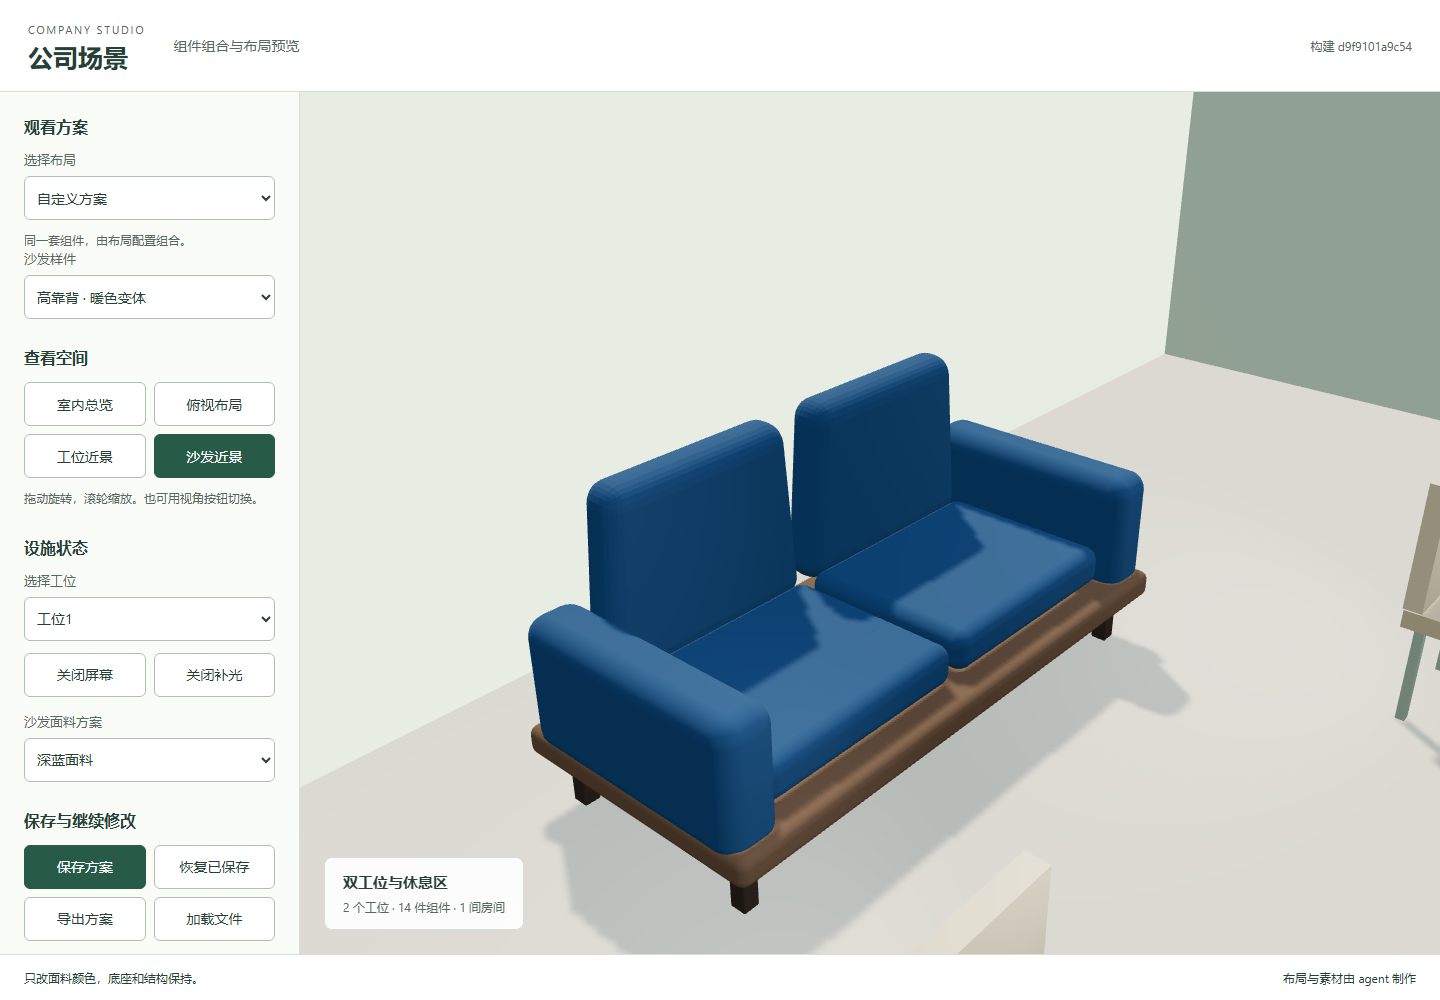 COMPANY STUDIO
公司场景
组件组合与布局预览
构建 d9f9101a9c54
观看方案
选择布局
自定义方案
同一套组件，由布局配置组合。
沙发样件
高靠背 · 暖色变体
查看空间
室内总览
俯视布局
工位近景
沙发近景
拖动旋转，滚轮缩放。也可用视角按钮切换。
设施状态
选择工位
工位1
关闭屏幕
关闭补光
沙发面料方案
深蓝面料
保存与继续修改
保存方案
恢复已保存
导出方案
加载文件
双工位与休息区
2 个工位 · 14 件组件 · 1 间房间
只改面料颜色，底座和结构保持。
布局与素材由 agent 制作